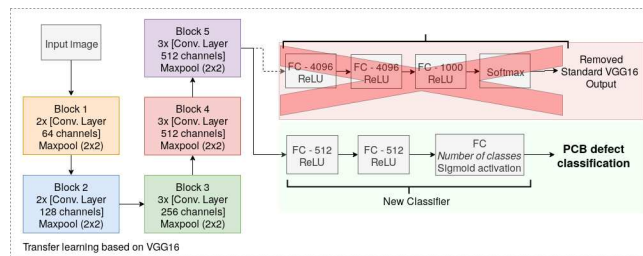 Input Image
Block 1
2x [Conv. Layer
64 channels]
Maxpool (2x2)
Block 2
2x [Conv. Layer
128 channels]
Maxpool (2x2)
Block 3
3x [Conv. Layer
256 channels]
Maxpool (2x2)
Block 4
3x [Conv. Layer
512 channels]
Maxpool (2x2)
Block 5
3x [Conv. Layer
512 channels]
Maxpool (2x2)
FC - 4096
ReLU
FC - 4096
ReLU
FC - 1000
ReLU
Softmax
Removed
Standard VGG16
Output
FC - 512
ReLU
FC - 512
ReLU
FC
Number of classes
Sigmoid activation
PCB defect
classification
New Classifier
Transfer learning based on VGG16